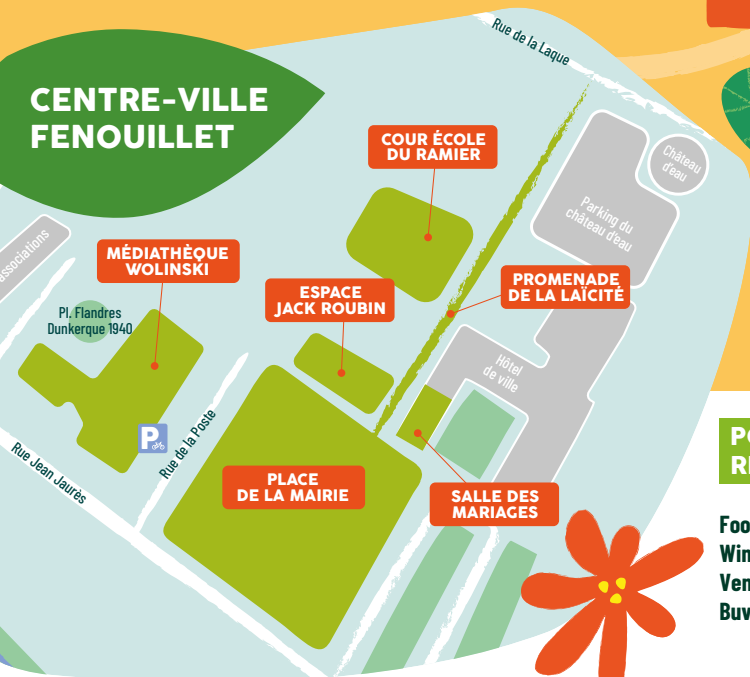 CENTRE-VILLE
FENOUILLET
Rue de la Laque
COUR ÉCOLE
DU RAMIER
Château
d'eau
Parking du
château d'eau
associations
MÉDIATHÈQUE
WOLINSKI
ESPACE
JACK ROUBIN
PROMENADE
DE LA LAÏCITÉ
Pl. Flandres
Dunkerque 1940
Hôtel
de ville
P
Rue de la Poste
Rue Jean Jaurès
PLACE
DE LA MAIRIE
SALLE DES
MARIAGES